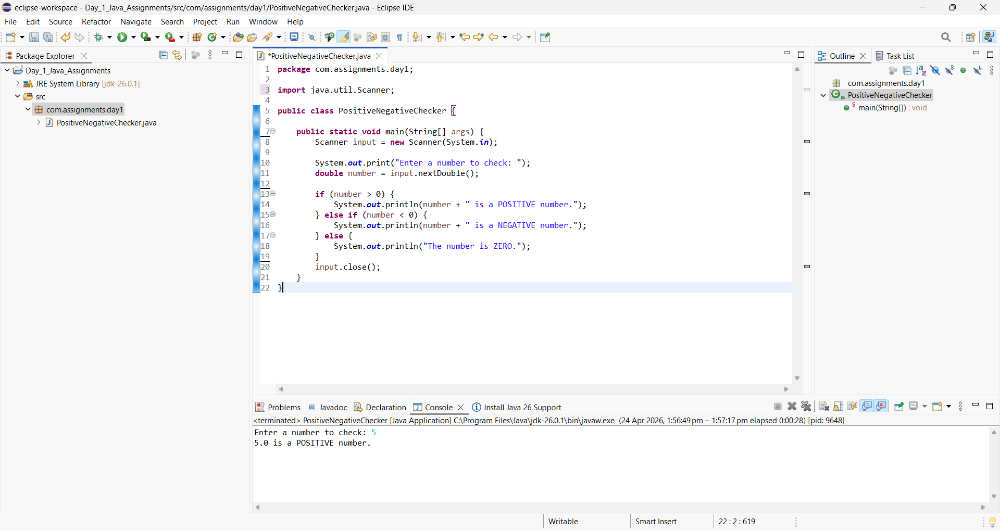 eclipse-workspace - Day_1_Java_Assignments/src/com/assignments/day1/PositiveNegativeChecker.java - Eclipse IDE
File Edit Source Refactor Navigate Search Project Run Window Help
Package Explorer
Day_1_Java_Assignments
JRE System Library [jdk-26.0.1]
src
com.assignments.day1
PositiveNegativeChecker.java
*PositiveNegativeChecker.java
1 package com.assignments.day1;
2
3 import java.util.Scanner;
4
5 public class PositiveNegativeChecker {
6
7 public static void main(String[] args) {
8 Scanner input = new Scanner(System.in);
9
10 System.out.print("Enter a number to check: ");
11 double number = input.nextDouble();
12
13 if (number > 0) {
14 System.out.println(number + " is a POSITIVE number.");
15 } else if (number < 0) {
16 System.out.println(number + " is a NEGATIVE number.");
17 } else {
18 System.out.println("The number is ZERO.");
19 }
20 input.close();
21 }
22 }
Outline Task List
com.assignments.day1
PositiveNegativeChecker
main(String[]) : void
Problems Javadoc Declaration Console Install Java 26 Support
<terminated> PositiveNegativeChecker [Java Application] C:\Program Files\Java\jdk-26.0.1\bin\javaw.exe (24 Apr 2026, 1:56:49 pm – 1:57:17 pm elapsed 0:00:28) [pid: 9648]
Enter a number to check: 5
5.0 is a POSITIVE number.
Writable Smart Insert 22 : 2 : 619